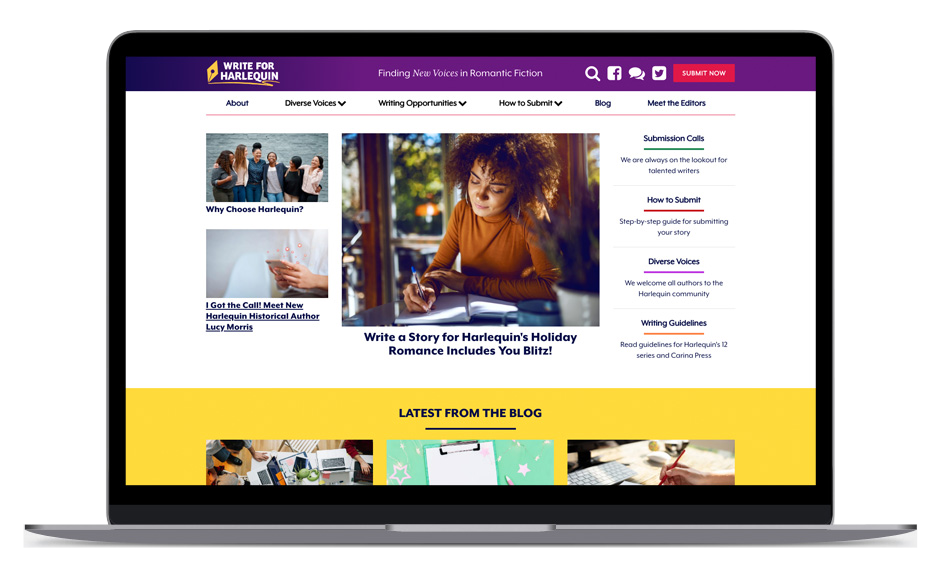 WRITE FOR
HARLEQUIN
Finding New Voices in Romantic Fiction
SUBMIT NOW
About
Diverse Voices
Writing Opportunities
How to Submit
Blog
Meet the Editors
Why Choose Harlequin?
I Got the Call! Meet New
Harlequin Historical Author
Lucy Morris
Write a Story for Harlequin's Holiday
Romance Includes You Blitz!
Submission Calls
We are always on the lookout for
talented writers
How to Submit
Step-by-step guide for submitting
your story
Diverse Voices
We welcome all authors to the
Harlequin community
Writing Guidelines
Read guidelines for Harlequin's 12
series and Carina Press
LATEST FROM THE BLOG